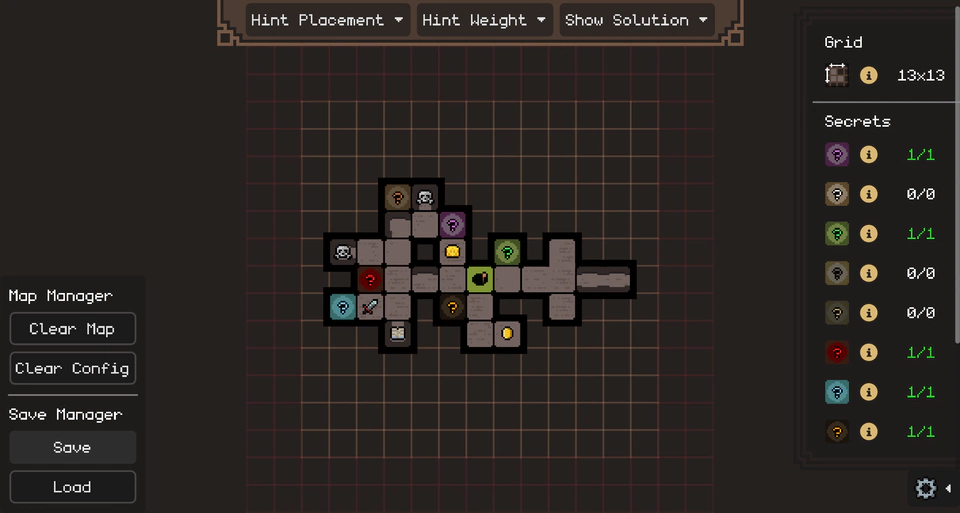 Hint Placement
Hint Weight
Show Solution
Grid
13x13
Secrets
1/1
0/0
1/1
0/0
0/0
1/1
1/1
1/1
Map Manager
Clear Map
Clear Config
Save Manager
Save
Load